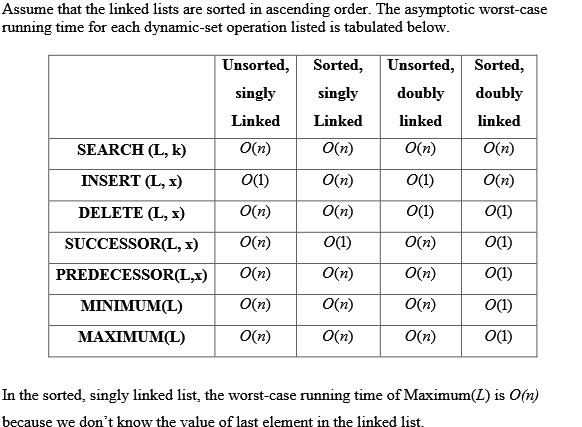 Assume that the linked lists are sorted in ascending order. The asymptotic worst-case
running time for each dynamic-set operation listed is tabulated below.
Unsorted, singly Linked | Sorted, singly Linked | Unsorted, doubly linked | Sorted, doubly linked
SEARCH (L, k) O(n) O(n) O(n) O(n)
INSERT (L, x) O(1) O(n) O(1) O(n)
DELETE (L, x) O(n) O(n) O(1) O(1)
SUCCESSOR(L, x) O(n) O(1) O(n) O(1)
PREDECESSOR(L,x) O(n) O(n) O(n) O(1)
MINIMUM(L) O(n) O(n) O(n) O(1)
MAXIMUM(L) O(n) O(n) O(n) O(1)
In the sorted, singly linked list, the worst-case running time of Maximum(L) is O(n)
because we don't know the value of last element in the linked list.